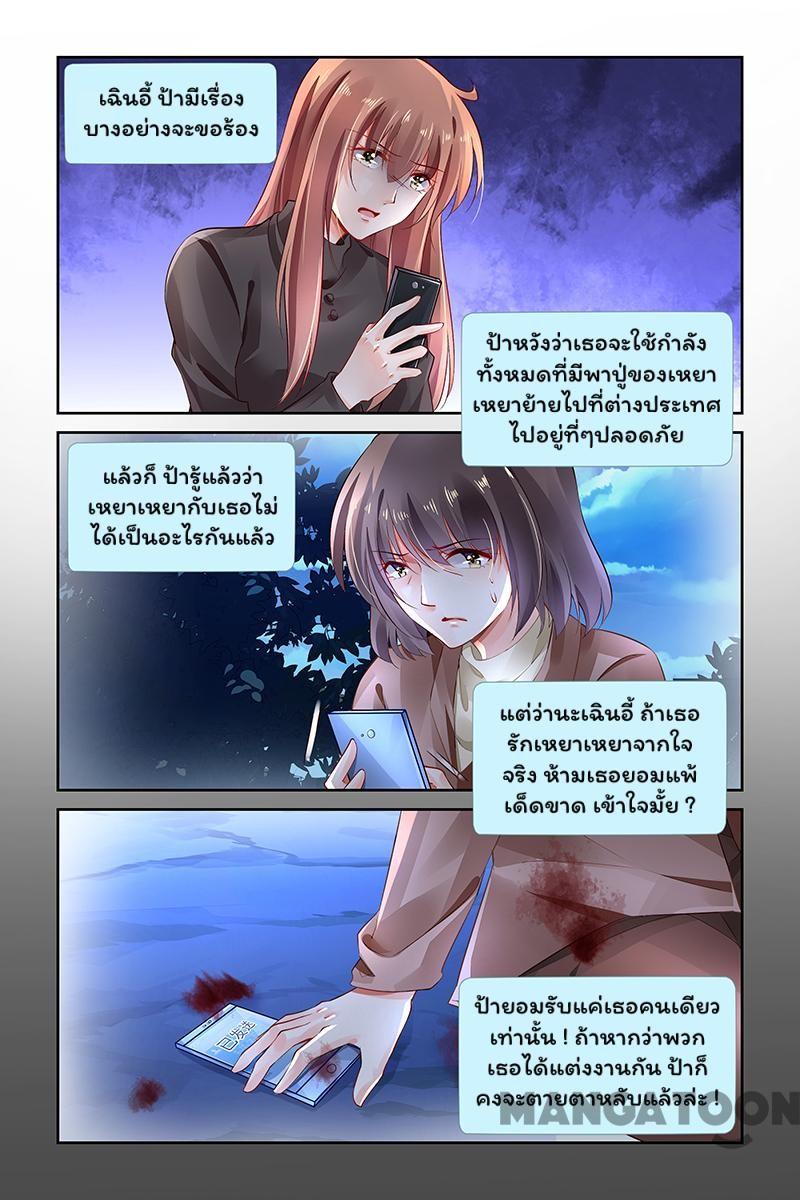 เฉินอี้ ป้ามีเรื่อง
บางอย่างจะขอร้อง
ป้าหวังว่าเธอจะใช้กำลัง
ทั้งหมดที่มีพาปู่ของเหยา
เหยาย้ายไปที่ต่างประเทศ
ไปอยู่ที่ๆปลอดภัย
แล้วก็ ป้ารู้แล้วว่า
เหยาเหยากับเธอไม่
ได้เป็นอะไรกันแล้ว
แต่ว่านะเฉินอี้ ถ้าเธอ
รักเหยาเหยาจากใจ
จริง ห้ามเธอยอมแพ้
เด็ดขาด เข้าใจมั้ย ?
已发送
ป้ายอมรับแค่เธอคนเดียว
เท่านั้น ! ถ้าหากว่าพวก
เธอได้แต่งงานกัน ป้าก็
คงจะตายตาหลับแล้วล่ะ !
MANGATOON